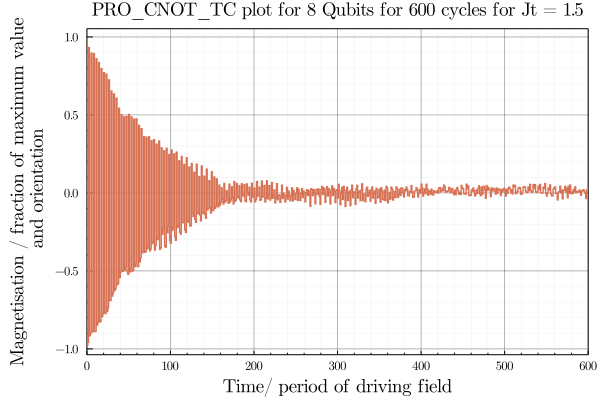 PRO_CNOT_TC plot for 8 Qubits for 600 cycles for Jt = 1.5
Magnetisation / fraction of maximum value
and orientation
1.0
0.5
0.0
−0.5
−1.0
0 100 200 300 400 500 600
Time/ period of driving field